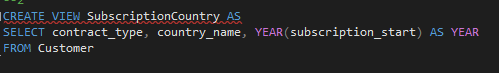 CREATE VIEW SubscriptionCountry AS
SELECT contract_type, country_name, YEAR(subscription_start) AS YEAR
FROM Customer